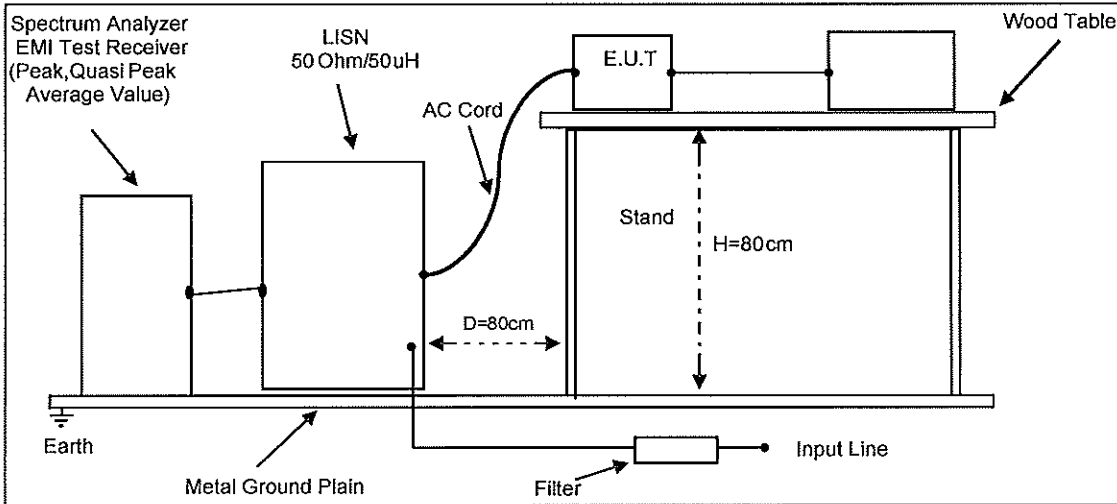 Spectrum Analyzer
EMI Test Receiver
(Peak,Quasi Peak
Average Value)
LISN
50 Ohm/50uH
AC Cord
E.U.T
Wood Table
Stand
H=80cm
D=80cm
Earth
Metal Ground Plain
Filter
Input Line